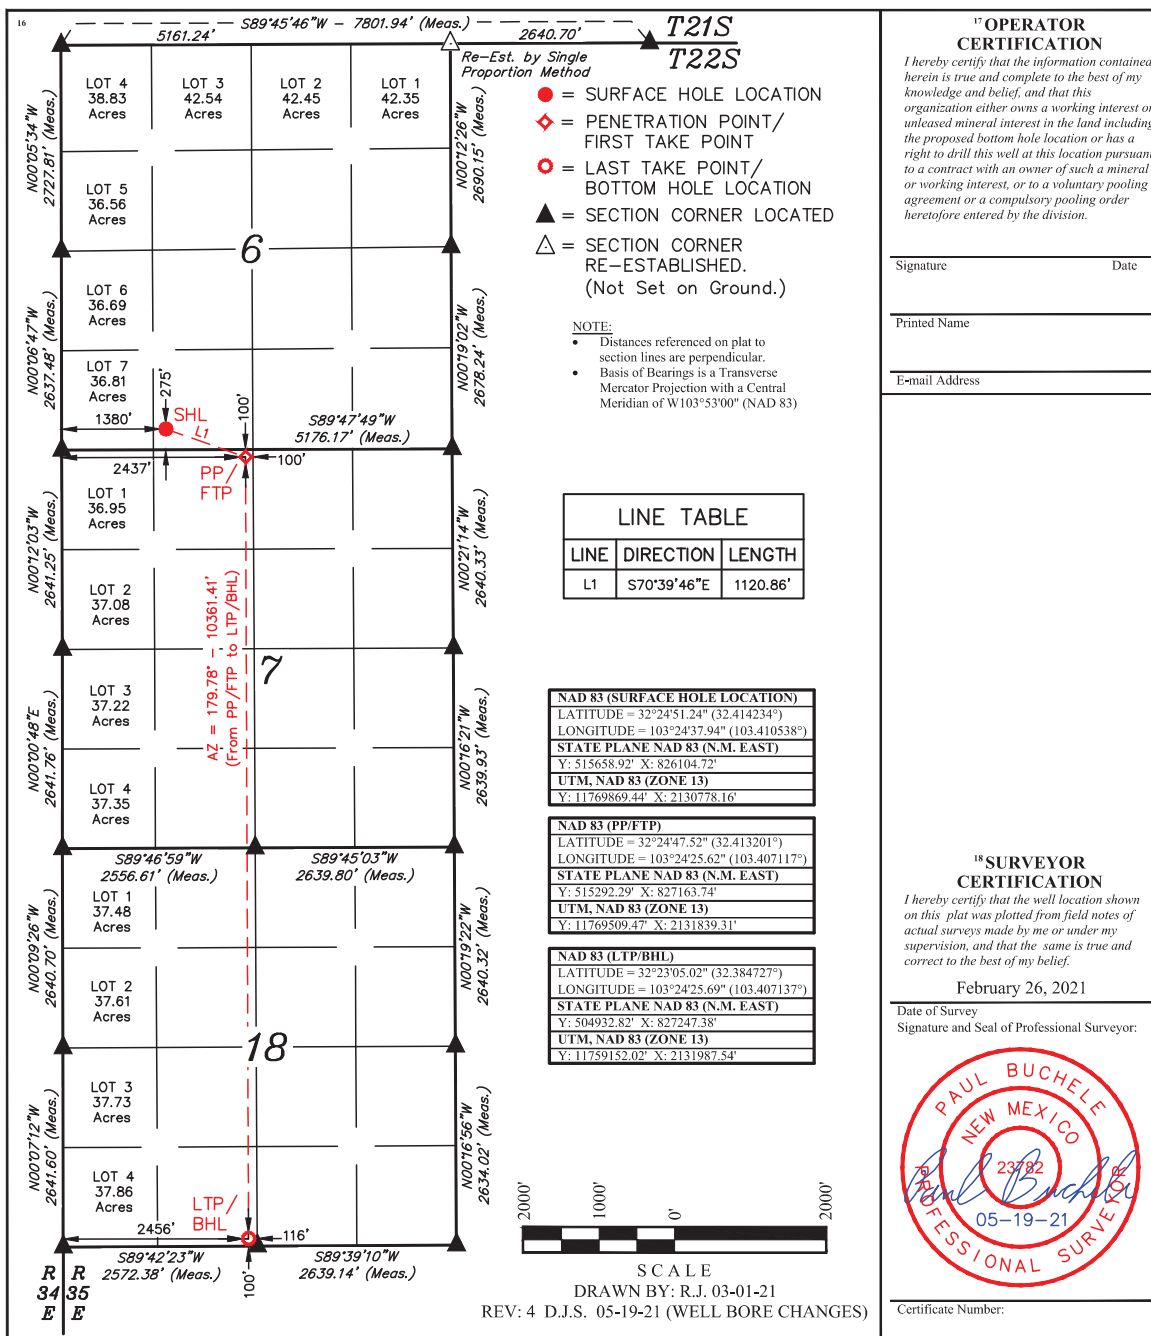 16
S89°45'46"W - 7801.94' (Meas.)
5161.24'
2640.70'
T21S
T22S
Re-Est. by Single
Proportion Method
LOT 4
38.83
Acres
LOT 3
42.54
Acres
LOT 2
42.45
Acres
LOT 1
42.35
Acres
N00°05'34"W
2727.81' (Meas.)
N00°12'26"W
2690.15' (Meas.)
LOT 5
36.56
Acres
6
LOT 6
36.69
Acres
LOT 7
36.81
Acres
N00°06'47"W
2637.48' (Meas.)
N00°19'02"W
2678.24' (Meas.)
275'
100'
1380'
SHL
L1
S89°47'49"W
5176.17' (Meas.)
2437'
100'
PP/
FTP
= SURFACE HOLE LOCATION
= PENETRATION POINT/
FIRST TAKE POINT
= LAST TAKE POINT/
BOTTOM HOLE LOCATION
= SECTION CORNER LOCATED
= SECTION CORNER
RE-ESTABLISHED.
(Not Set on Ground.)
NOTE:
• Distances referenced on plat to
section lines are perpendicular.
• Basis of Bearings is a Transverse
Mercator Projection with a Central
Meridian of W103°53'00" (NAD 83)
LOT 1
36.95
Acres
N00°12'03"W
2641.25' (Meas.)
N00°21'14"W
2640.33' (Meas.)
LOT 2
37.08
Acres
AZ = 179.78° - 10361.41'
(From PP/FTP to LTP/BHL)
7
LOT 3
37.22
Acres
LOT 4
37.35
Acres
N00°00'48"E
2641.76' (Meas.)
N00°16'21"W
2639.93' (Meas.)
S89°46'59"W
2556.61' (Meas.)
S89°45'03"W
2639.80' (Meas.)
LOT 1
37.48
Acres
N00°09'26"W
2640.70' (Meas.)
N00°19'22"W
2640.32' (Meas.)
LOT 2
37.61
Acres
18
LOT 3
37.73
Acres
LOT 4
37.86
Acres
N00°07'12"W
2641.60' (Meas.)
N00°16'56"W
2634.02' (Meas.)
LTP/
BHL
2456'
116'
100'
S89°42'23"W
2572.38' (Meas.)
S89°39'10"W
2639.14' (Meas.)
R R
34 35
E E
LINE TABLE
LINE DIRECTION LENGTH
L1 S70°39'46"E 1120.86'
NAD 83 (SURFACE HOLE LOCATION)
LATITUDE = 32°24'51.24" (32.414234°)
LONGITUDE = 103°24'37.94" (103.410538°)
STATE PLANE NAD 83 (N.M. EAST)
Y: 515658.92' X: 826104.72'
UTM, NAD 83 (ZONE 13)
Y: 11769869.44' X: 2130778.16'
NAD 83 (PP/FTP)
LATITUDE = 32°24'47.52" (32.413201°)
LONGITUDE = 103°24'25.62" (103.407117°)
STATE PLANE NAD 83 (N.M. EAST)
Y: 515292.29' X: 827163.74'
UTM, NAD 83 (ZONE 13)
Y: 11769509.47' X: 2131839.31'
NAD 83 (LTP/BHL)
LATITUDE = 32°23'05.02" (32.384727°)
LONGITUDE = 103°24'25.69" (103.407137°)
STATE PLANE NAD 83 (N.M. EAST)
Y: 504932.82' X: 827247.38'
UTM, NAD 83 (ZONE 13)
Y: 11759152.02' X: 2131987.54'
2000' 1000' 0' 2000'
SCALE
DRAWN BY: R.J. 03-01-21
REV: 4 D.J.S. 05-19-21 (WELL BORE CHANGES)
17 OPERATOR
CERTIFICATION
I hereby certify that the information contained
herein is true and complete to the best of my
knowledge and belief, and that this
organization either owns a working interest or
unleased mineral interest in the land including
the proposed bottom hole location or has a
right to drill this well at this location pursuant
to a contract with an owner of such a mineral
or working interest, or to a voluntary pooling
agreement or a compulsory pooling order
heretofore entered by the division.
Signature Date
Printed Name
E-mail Address
18 SURVEYOR
CERTIFICATION
I hereby certify that the well location shown
on this plat was plotted from field notes of
actual surveys made by me or under my
supervision, and that the same is true and
correct to the best of my belief.
February 26, 2021
Date of Survey
Signature and Seal of Professional Surveyor:
PAUL BUCHELE
NEW MEXICO
23782
Paul Buchele
05-19-21
PROFESSIONAL SURVEYOR
Certificate Number: